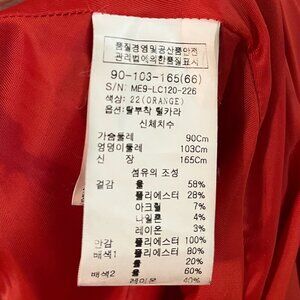 품질경영및공산품안전
관리법에의한품질표시
90-103-165(66)
S/N: ME9-LC120-226
색상: 22(ORANGE)
옵션: 탈부착 털카라
신체치수
가슴둘레 90Cm
엉덩이둘레 103Cm
신 장 165Cm
섬유의 조성
겉감 울 58%
폴리에스터 28%
아크릴 7%
나일론 4%
레이온 3%
안감 폴리에스터 100%
배색1 폴리에스터 80%
울 20%
배색2 울 60%
레이온 40%